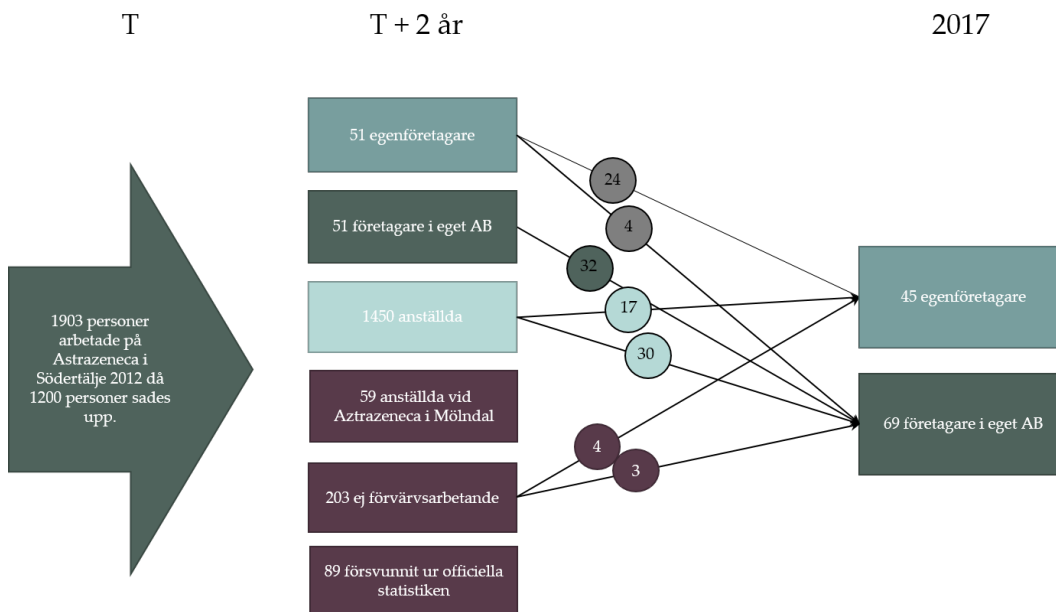 T
T + 2 år
2017
1903 personer
arbetade på
Astrazeneca i
Södertälje 2012 då
1200 personer sades
upp.
51 egenföretagare
51 företagare i eget AB
1450 anställda
59 anställda vid
Aztrazeneca i Mölndal
203 ej förvärvsarbetande
89 försvunnit ur officiella
statistiken
24
4
32
17
30
4
3
45 egenföretagare
69 företagare i eget AB